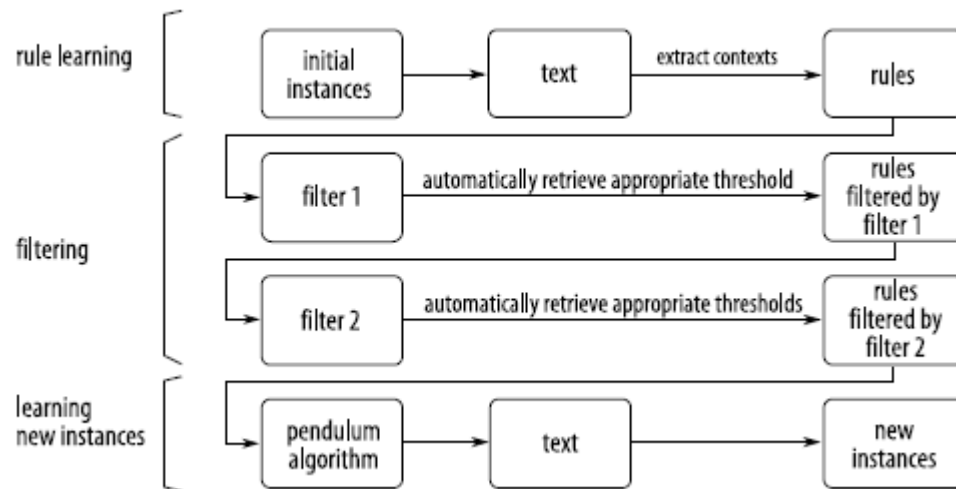 rule learning
initial
instances
text
extract contexts
rules
filtering
filter 1
automatically retrieve appropriate threshold
rules
filtered by
filter 1
filter 2
automatically retrieve appropriate thresholds
rules
filtered by
filter 2
learning
new instances
pendulum
algorithm
text
new
instances